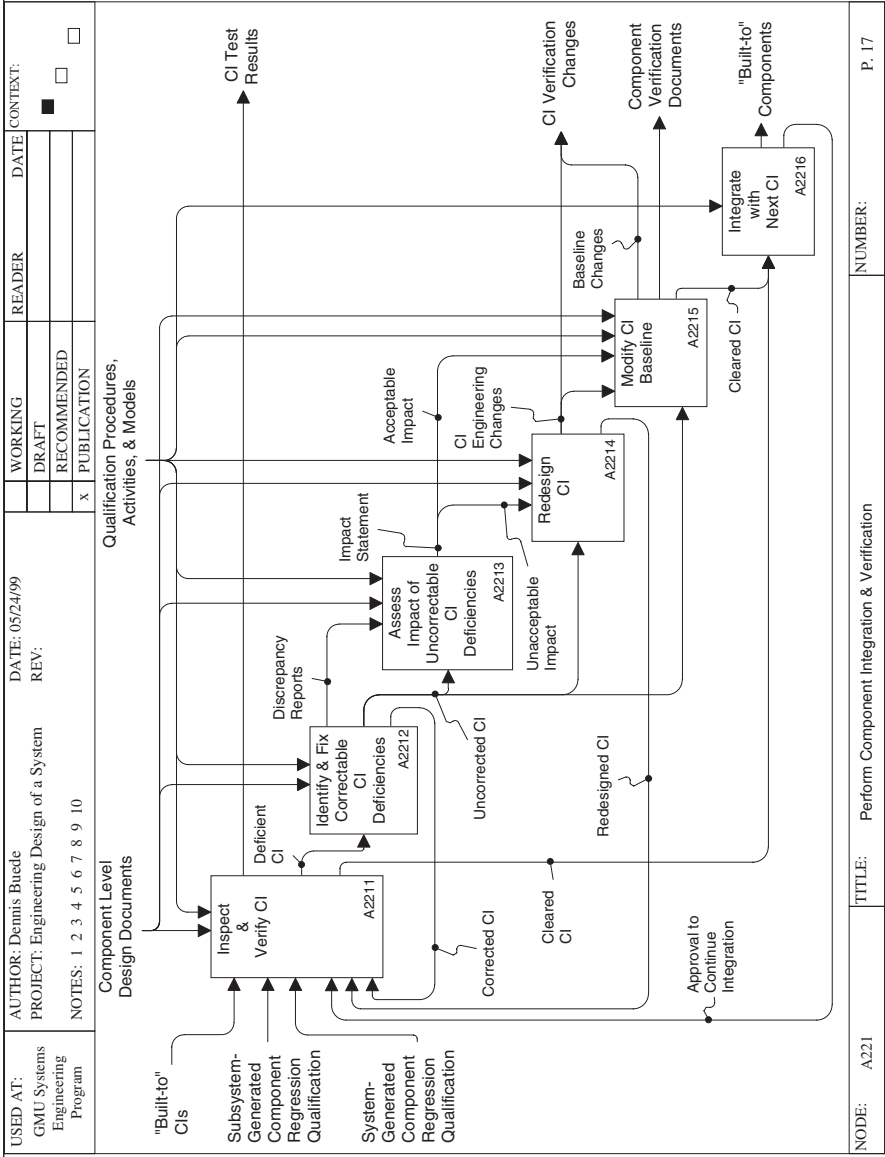 USED AT:
GMU Systems
Engineering
Program
AUTHOR: Dennis Buede
PROJECT: Engineering Design of a System
NOTES: 1 2 3 4 5 6 7 8 9 10
DATE: 05/24/99
REV:
WORKING
DRAFT
RECOMMENDED
x PUBLICATION
READER
DATE
CONTEXT:
Component Level
Design Documents
Qualification Procedures,
Activities, & Models
"Built-to"
CIs
Subsystem-
Generated
Component
Regression
Qualification
System-
Generated
Component
Regression
Qualification
Inspect
&
Verify CI
A2211
Deficient
CI
Identify & Fix
Correctable
CI
Deficiencies
A2212
Discrepancy
Reports
Assess
Impact of
Uncorrectable
CI
Deficiencies
A2213
Impact
Statement
Acceptable
Impact
Unacceptable
Impact
Redesign
CI
A2214
CI
Engineering
Changes
Modify CI
Baseline
A2215
Baseline
Changes
Integrate
with
Next CI
A2216
CI Test
Results
CI Verification
Changes
Component
Verification
Documents
"Built-to"
Components
Cleared CI
Uncorrected CI
Redesigned CI
Corrected CI
Cleared
CI
Approval to
Continue
Integration
NODE:
A221
TITLE:
Perform Component Integration & Verification
NUMBER:
P. 17